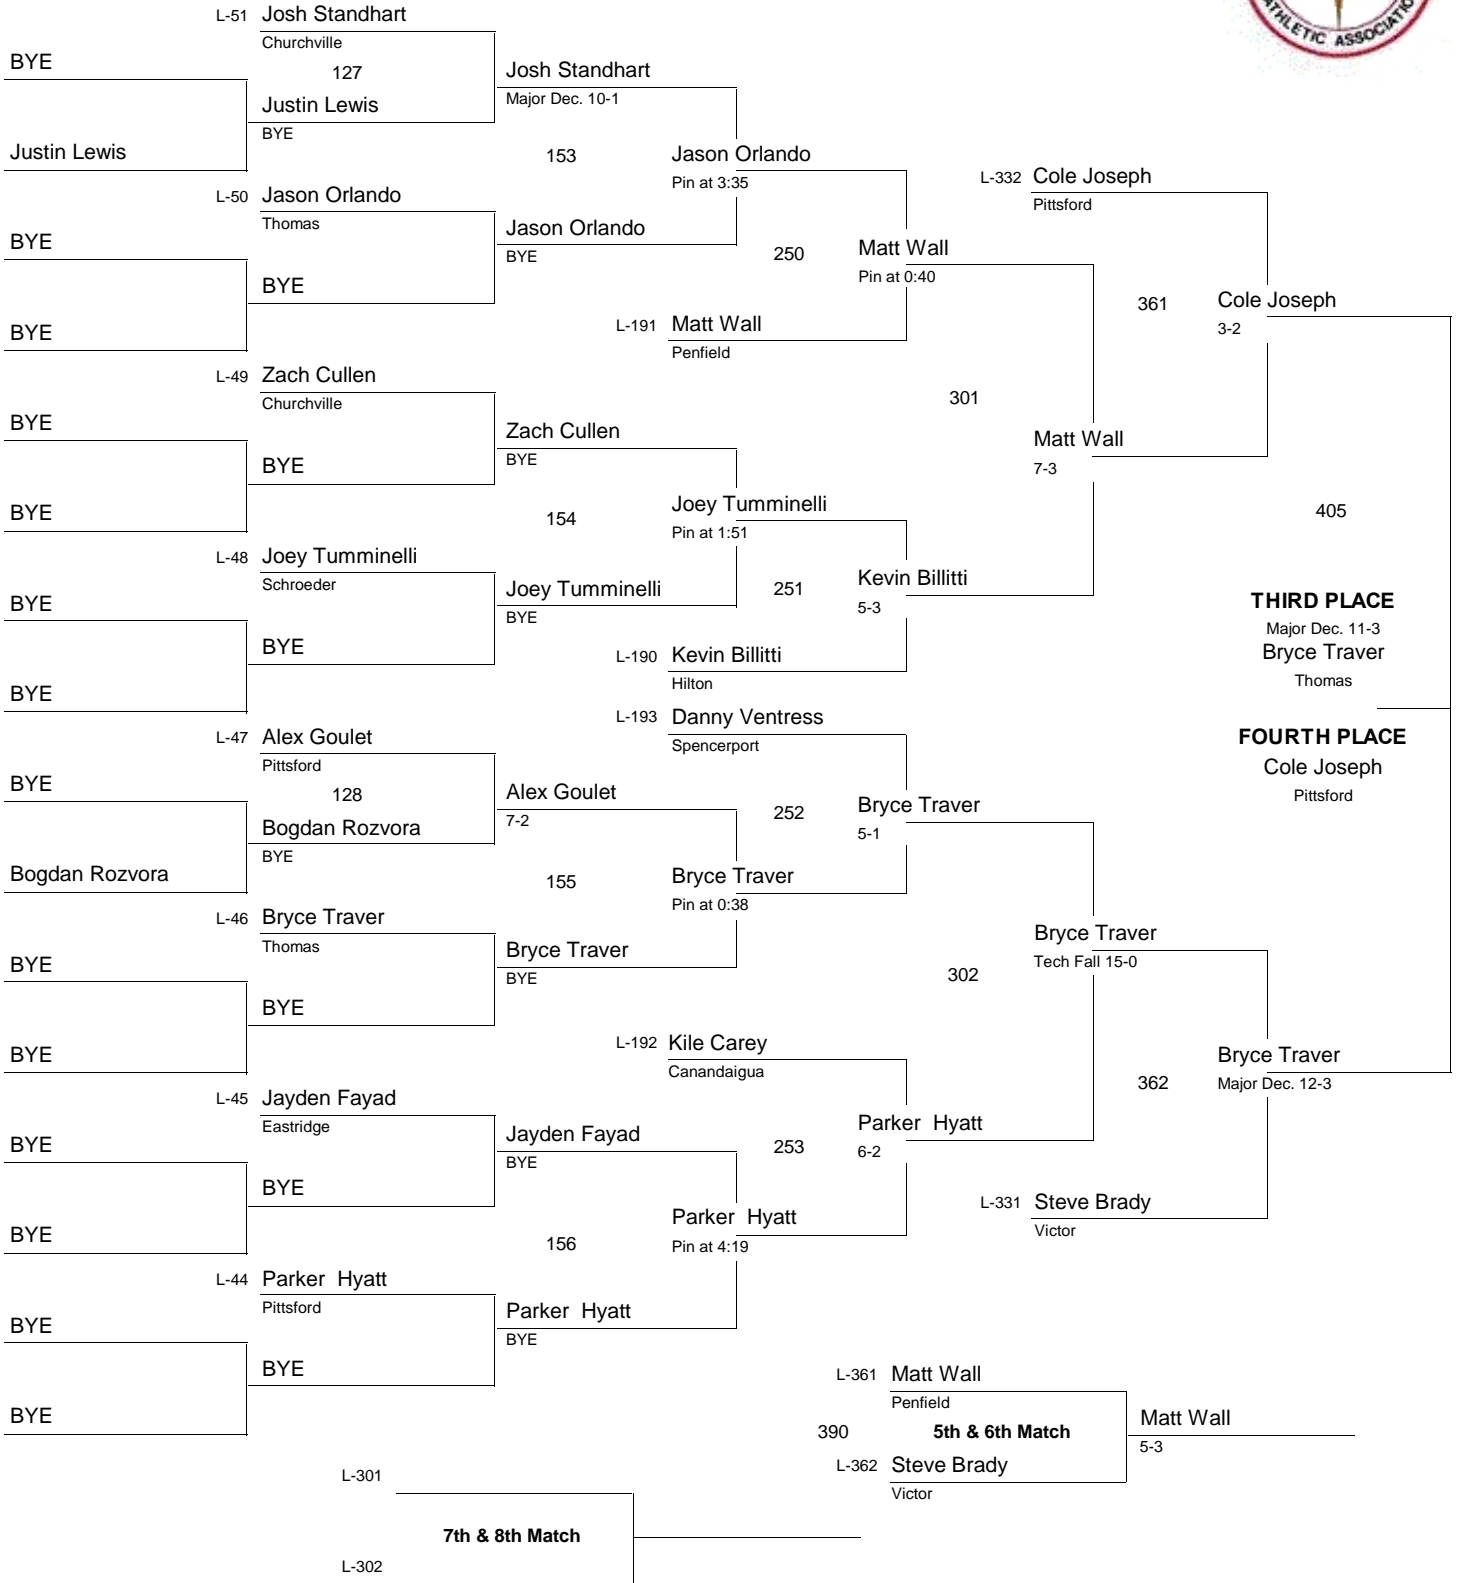 ATHLETIC ASSOCIATION
L-51 Josh Standhart
Churchville
BYE
127
Josh Standhart
Major Dec. 10-1
Justin Lewis
BYE
Justin Lewis
153
Jason Orlando
Pin at 3:35
L-332 Cole Joseph
Pittsford
L-50 Jason Orlando
Thomas
Jason Orlando
BYE
BYE
250
Matt Wall
Pin at 0:40
BYE
361
Cole Joseph
3-2
BYE
L-191 Matt Wall
Penfield
L-49 Zach Cullen
Churchville
301
BYE
Zach Cullen
BYE
Matt Wall
7-3
BYE
BYE
154
Joey Tumminelli
Pin at 1:51
405
L-48 Joey Tumminelli
Schroeder
Joey Tumminelli
BYE
251
Kevin Billitti
5-3
BYE
THIRD PLACE
Major Dec. 11-3
Bryce Traver
Thomas
BYE
L-190 Kevin Billitti
Hilton
BYE
L-193 Danny Ventress
Spencerport
L-47 Alex Goulet
Pittsford
FOURTH PLACE
Cole Joseph
Pittsford
BYE
128
Alex Goulet
7-2
252
Bryce Traver
5-1
Bogdan Rozvora
BYE
Bogdan Rozvora
155
Bryce Traver
Pin at 0:38
L-46 Bryce Traver
Thomas
Bryce Traver
BYE
BYE
302
Bryce Traver
Tech Fall 15-0
BYE
BYE
L-192 Kile Carey
Canandaigua
Bryce Traver
362
Major Dec. 12-3
L-45 Jayden Fayad
Eastridge
BYE
Jayden Fayad
BYE
253
Parker Hyatt
6-2
BYE
BYE
156
Parker Hyatt
Pin at 4:19
L-331 Steve Brady
Victor
L-44 Parker Hyatt
Pittsford
BYE
Parker Hyatt
BYE
BYE
BYE
L-361 Matt Wall
Penfield
390
5th & 6th Match
Matt Wall
5-3
L-362 Steve Brady
Victor
L-301
7th & 8th Match
L-302